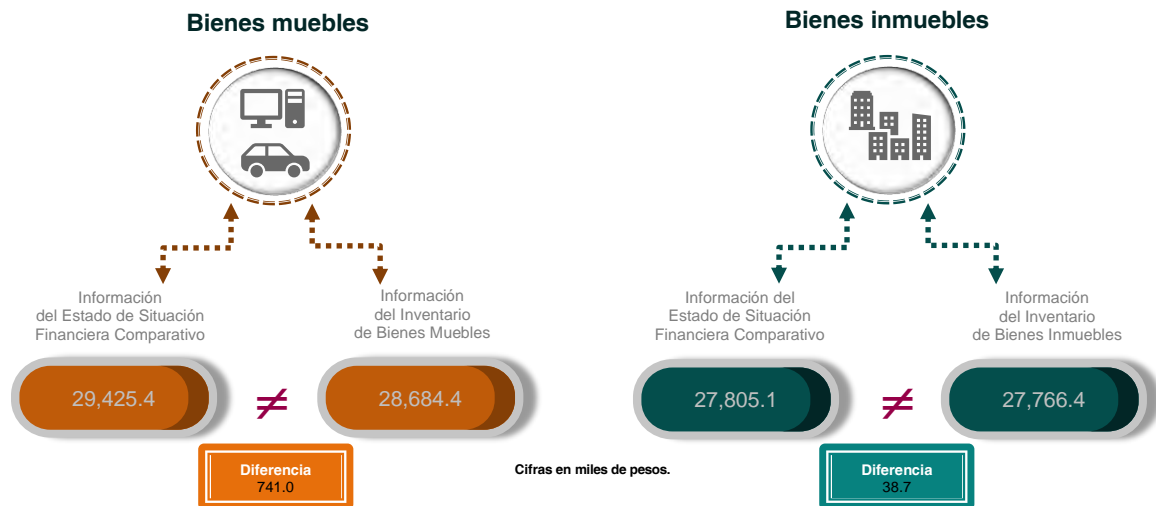 Bienes muebles
Información
del Estado de Situación
Financiera Comparativo
Información
del Inventario
de Bienes Muebles
29,425.4
≠
28,684.4
Diferencia
741.0
Cifras en miles de pesos.
Bienes inmuebles
Información del
Estado de Situación
Financiera Comparativo
Información
del Inventario
de Bienes Inmuebles
27,805.1
≠
27,766.4
Diferencia
38.7